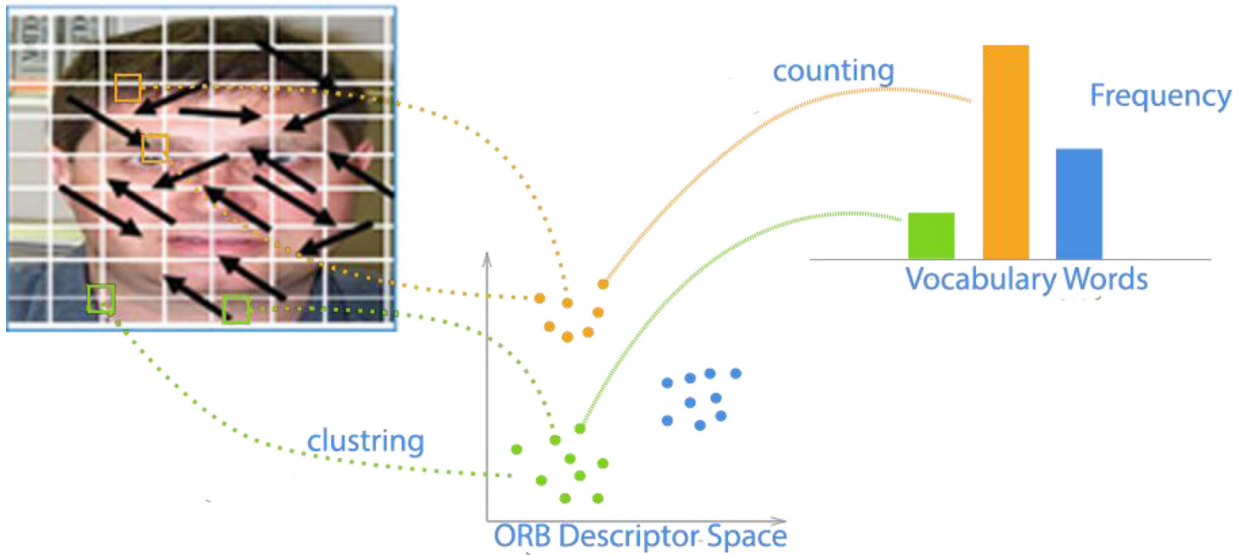 counting
Frequency
Vocabulary Words
clustring
ORB Descriptor Space